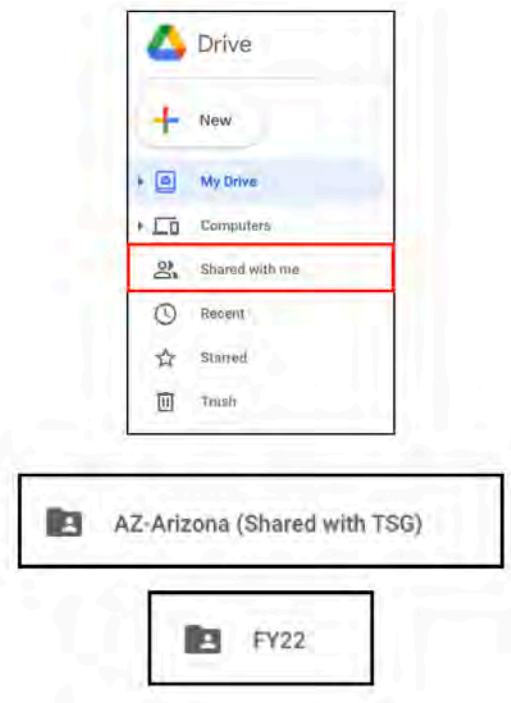 Drive
New
My Drive
Computers
Shared with me
Recent
Starred
Trash
AZ-Arizona (Shared with TSG)
FY22